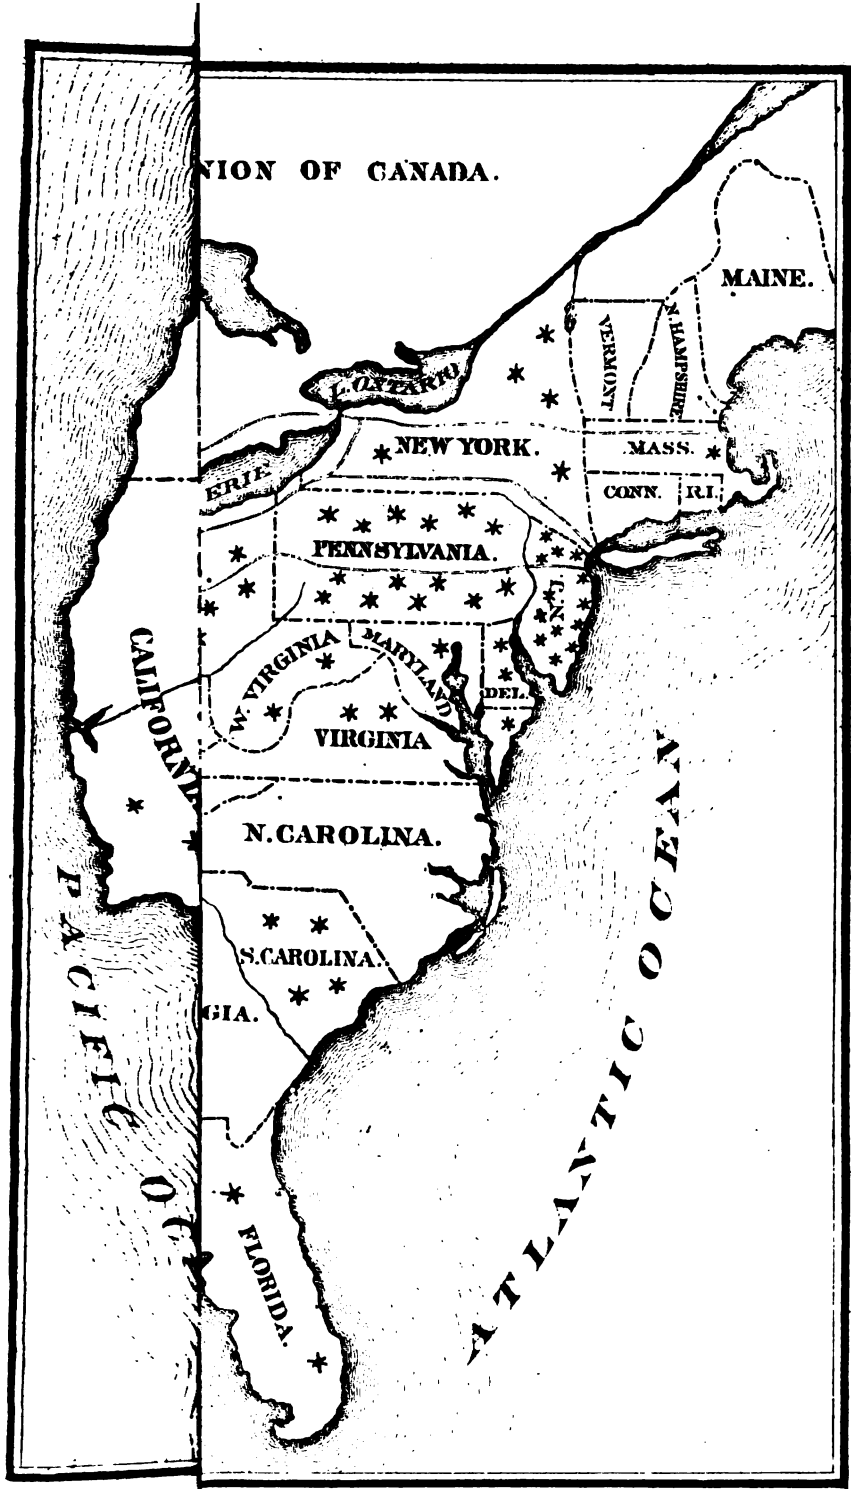 NION OF CANADA.
MAINE.
VERMONT
N. HAMPSHIRE
L. ONTARIO
NEW YORK.
MASS.
ERIE
CONN.
R.I.
PENNSYLVANIA.
N.J.
W. VIRGINIA
MARYLAND
DEL.
CALIFORNIA
VIRGINIA
N. CAROLINA.
S. CAROLINA.
GIA.
FLORIDA.
PACIFIC OC
ATLANTIC OCEAN